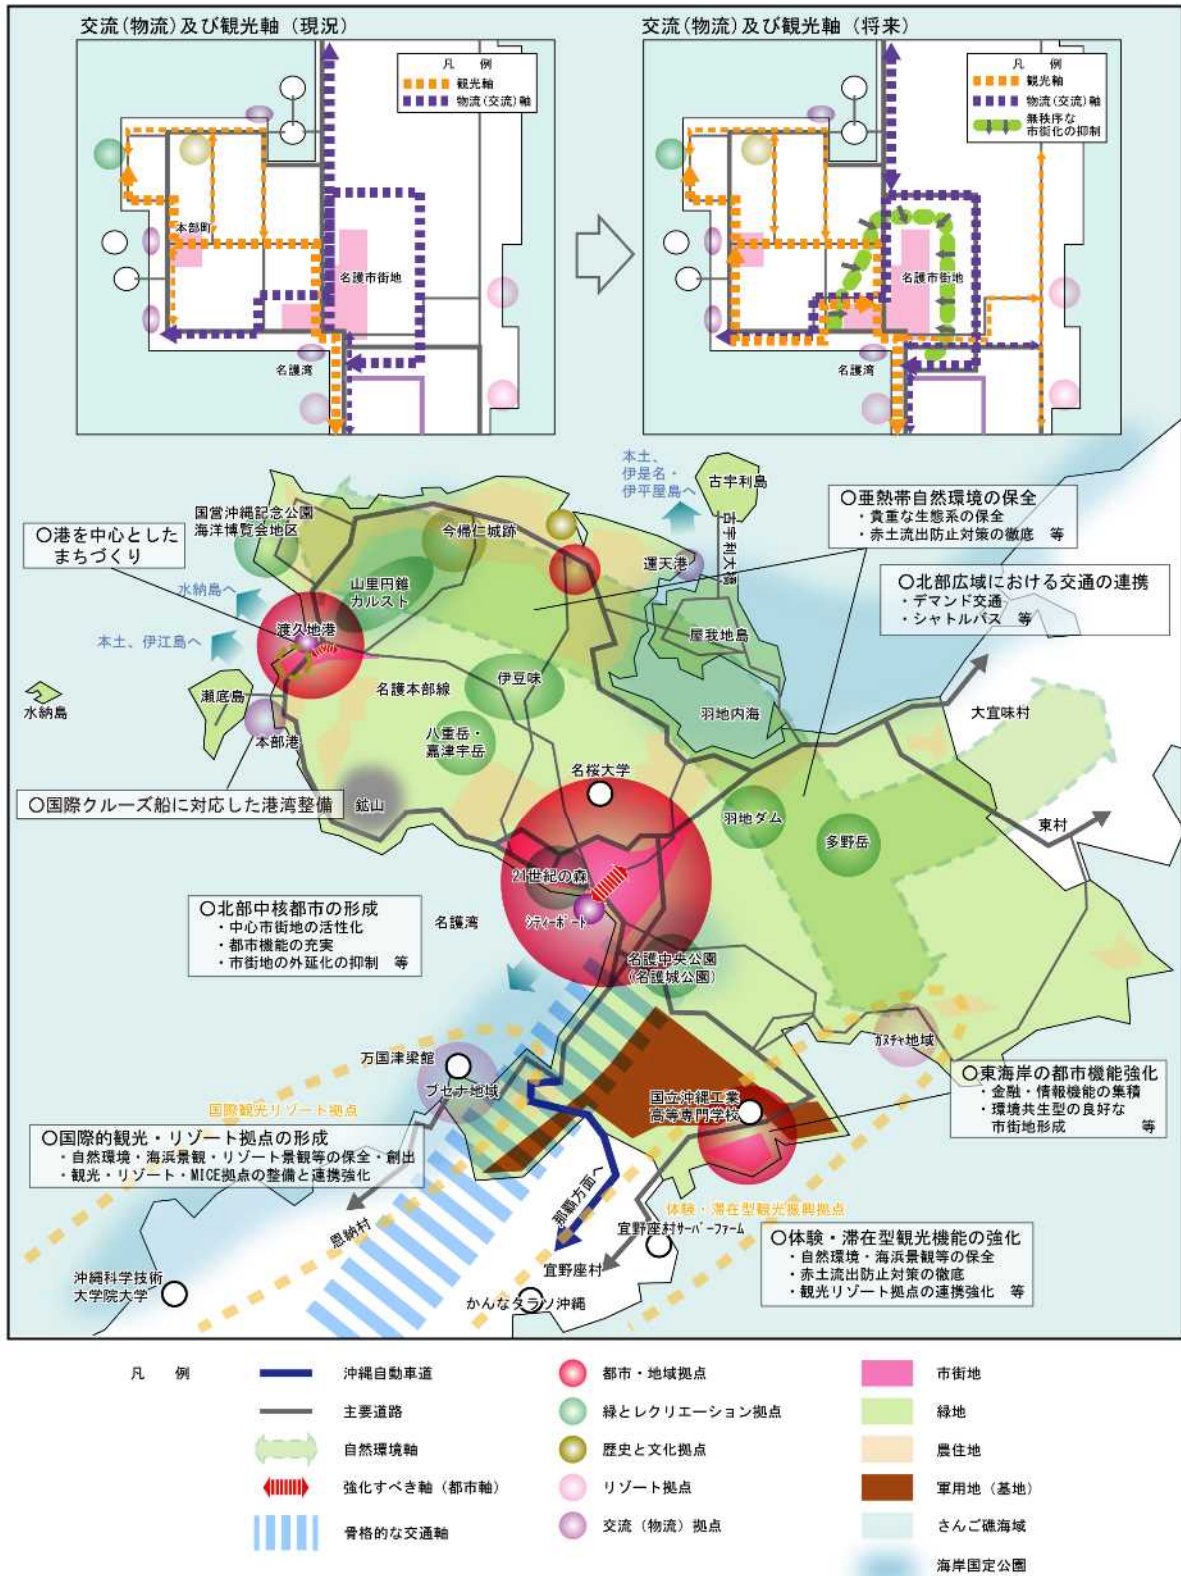 交流(物流)及び観光軸(現況)
凡 例
観光軸
物流(交流)軸
本部町
名護市街地
名護湾
交流(物流)及び観光軸(将来)
凡 例
観光軸
物流(交流)軸
無秩序な
市街化の抑制
名護市街地
名護湾
本土、
伊是名・
伊平屋島へ
古宇利島
古宇利大橋
運天港
国営沖縄記念公園
海洋博覧会地区
今帰仁城跡
〇港を中心とした
まちづくり
山里円錐
カルスト
水納島へ
渡久地港
本土、伊江島へ
瀬底島
水納島
本部港
名護本部線
伊豆味
八重岳・
嘉津宇岳
屋我地島
羽地内海
〇亜熱帯自然環境の保全
・貴重な生態系の保全
・赤土流出防止対策の徹底 等
〇北部広域における交通の連携
・デマンド交通
・シャトルバス 等
大宜味村
東村
〇国際クルーズ船に対応した港湾整備
鉱山
名桜大学
羽地ダム
多野岳
21世紀の森
シティーポート
〇北部中核都市の形成
・中心市街地の活性化
・都市機能の充実
・市街地の外延化の抑制 等
名護湾
名護中央公園
(名護城公園)
カヌチャ地域
万国津梁館
ブセナ地域
国際観光リゾート拠点
〇国際的観光・リゾート拠点の形成
・自然環境・海浜景観・リゾート景観等の保全・創出
・観光・リゾート・MICE拠点の整備と連携強化
国立沖縄工業
高等専門学校
〇東海岸の都市機能強化
・金融・情報機能の集積
・環境共生型の良好な
市街地形成 等
恩納村
那覇方面へ
体験・滞在型観光振興拠点
宜野座村サーバーファーム
宜野座村
〇体験・滞在型観光機能の強化
・自然環境・海浜景観等の保全
・赤土流出防止対策の徹底
・観光リゾート拠点の連携強化 等
沖縄科学技術
大学院大学
かんなタラソ沖縄
凡 例
沖縄自動車道
主要道路
自然環境軸
強化すべき軸(都市軸)
骨格的な交通軸
都市・地域拠点
緑とレクリエーション拠点
歴史と文化拠点
リゾート拠点
交流(物流)拠点
市街地
緑地
農住地
軍用地(基地)
さんご礁海域
海岸国定公園